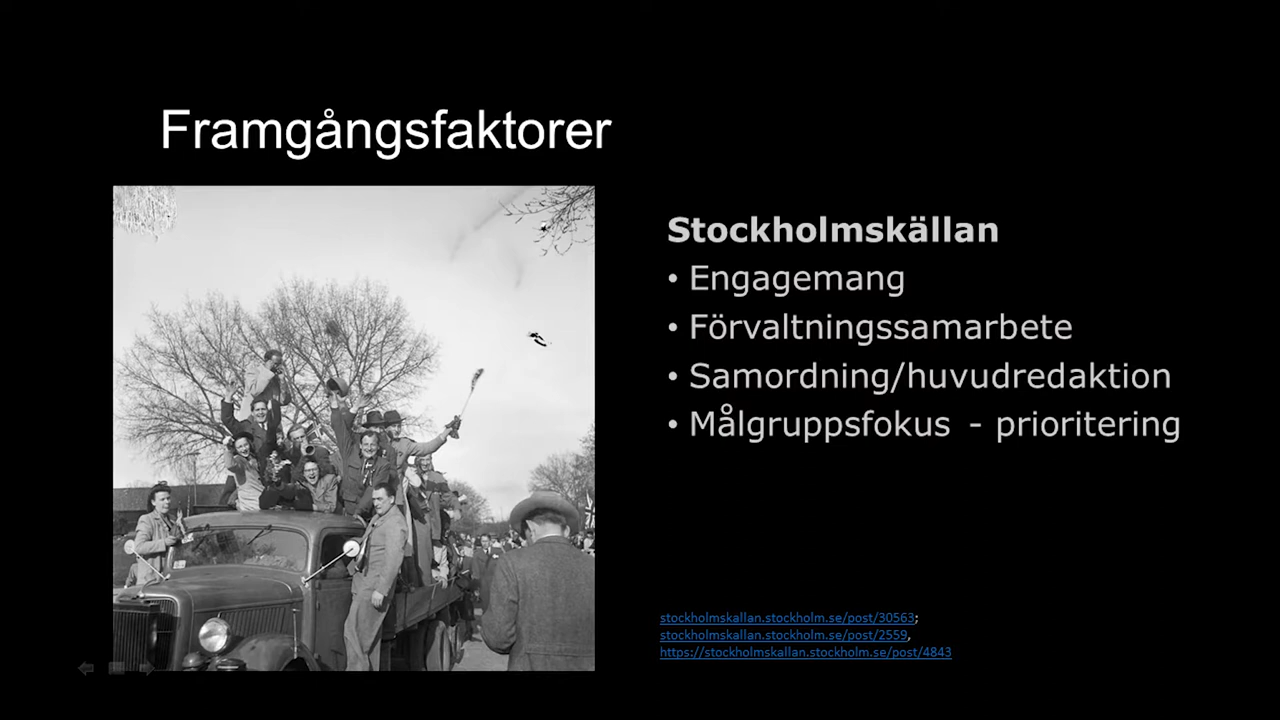 Framgångsfaktorer
Stockholmskällan
• Engagemang
• Förvaltningssamarbete
• Samordning/huvudredaktion
• Målgruppsfokus - prioritering
stockholmskallan.stockholm.se/post/30563;
stockholmskallan.stockholm.se/post/2559,
https://stockholmskallan.stockholm.se/post/4843